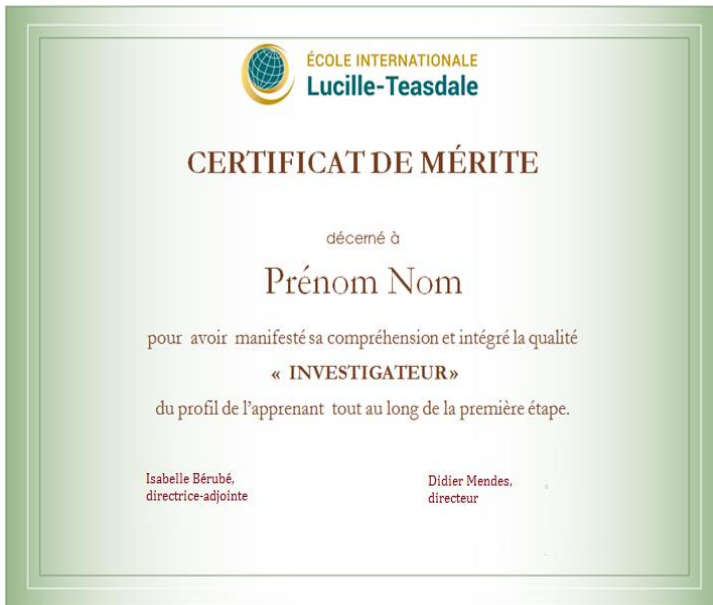 ÉCOLE INTERNATIONALE
Lucille-Teasdale
CERTIFICAT DE MÉRITE
décerné à
Prénom Nom
pour avoir manifesté sa compréhension et intégré la qualité
« INVESTIGATEUR»
du profil de l’apprenant tout au long de la première étape.
Isabelle Bérubé,
directrice-adjointe
Didier Mendes,
directeur